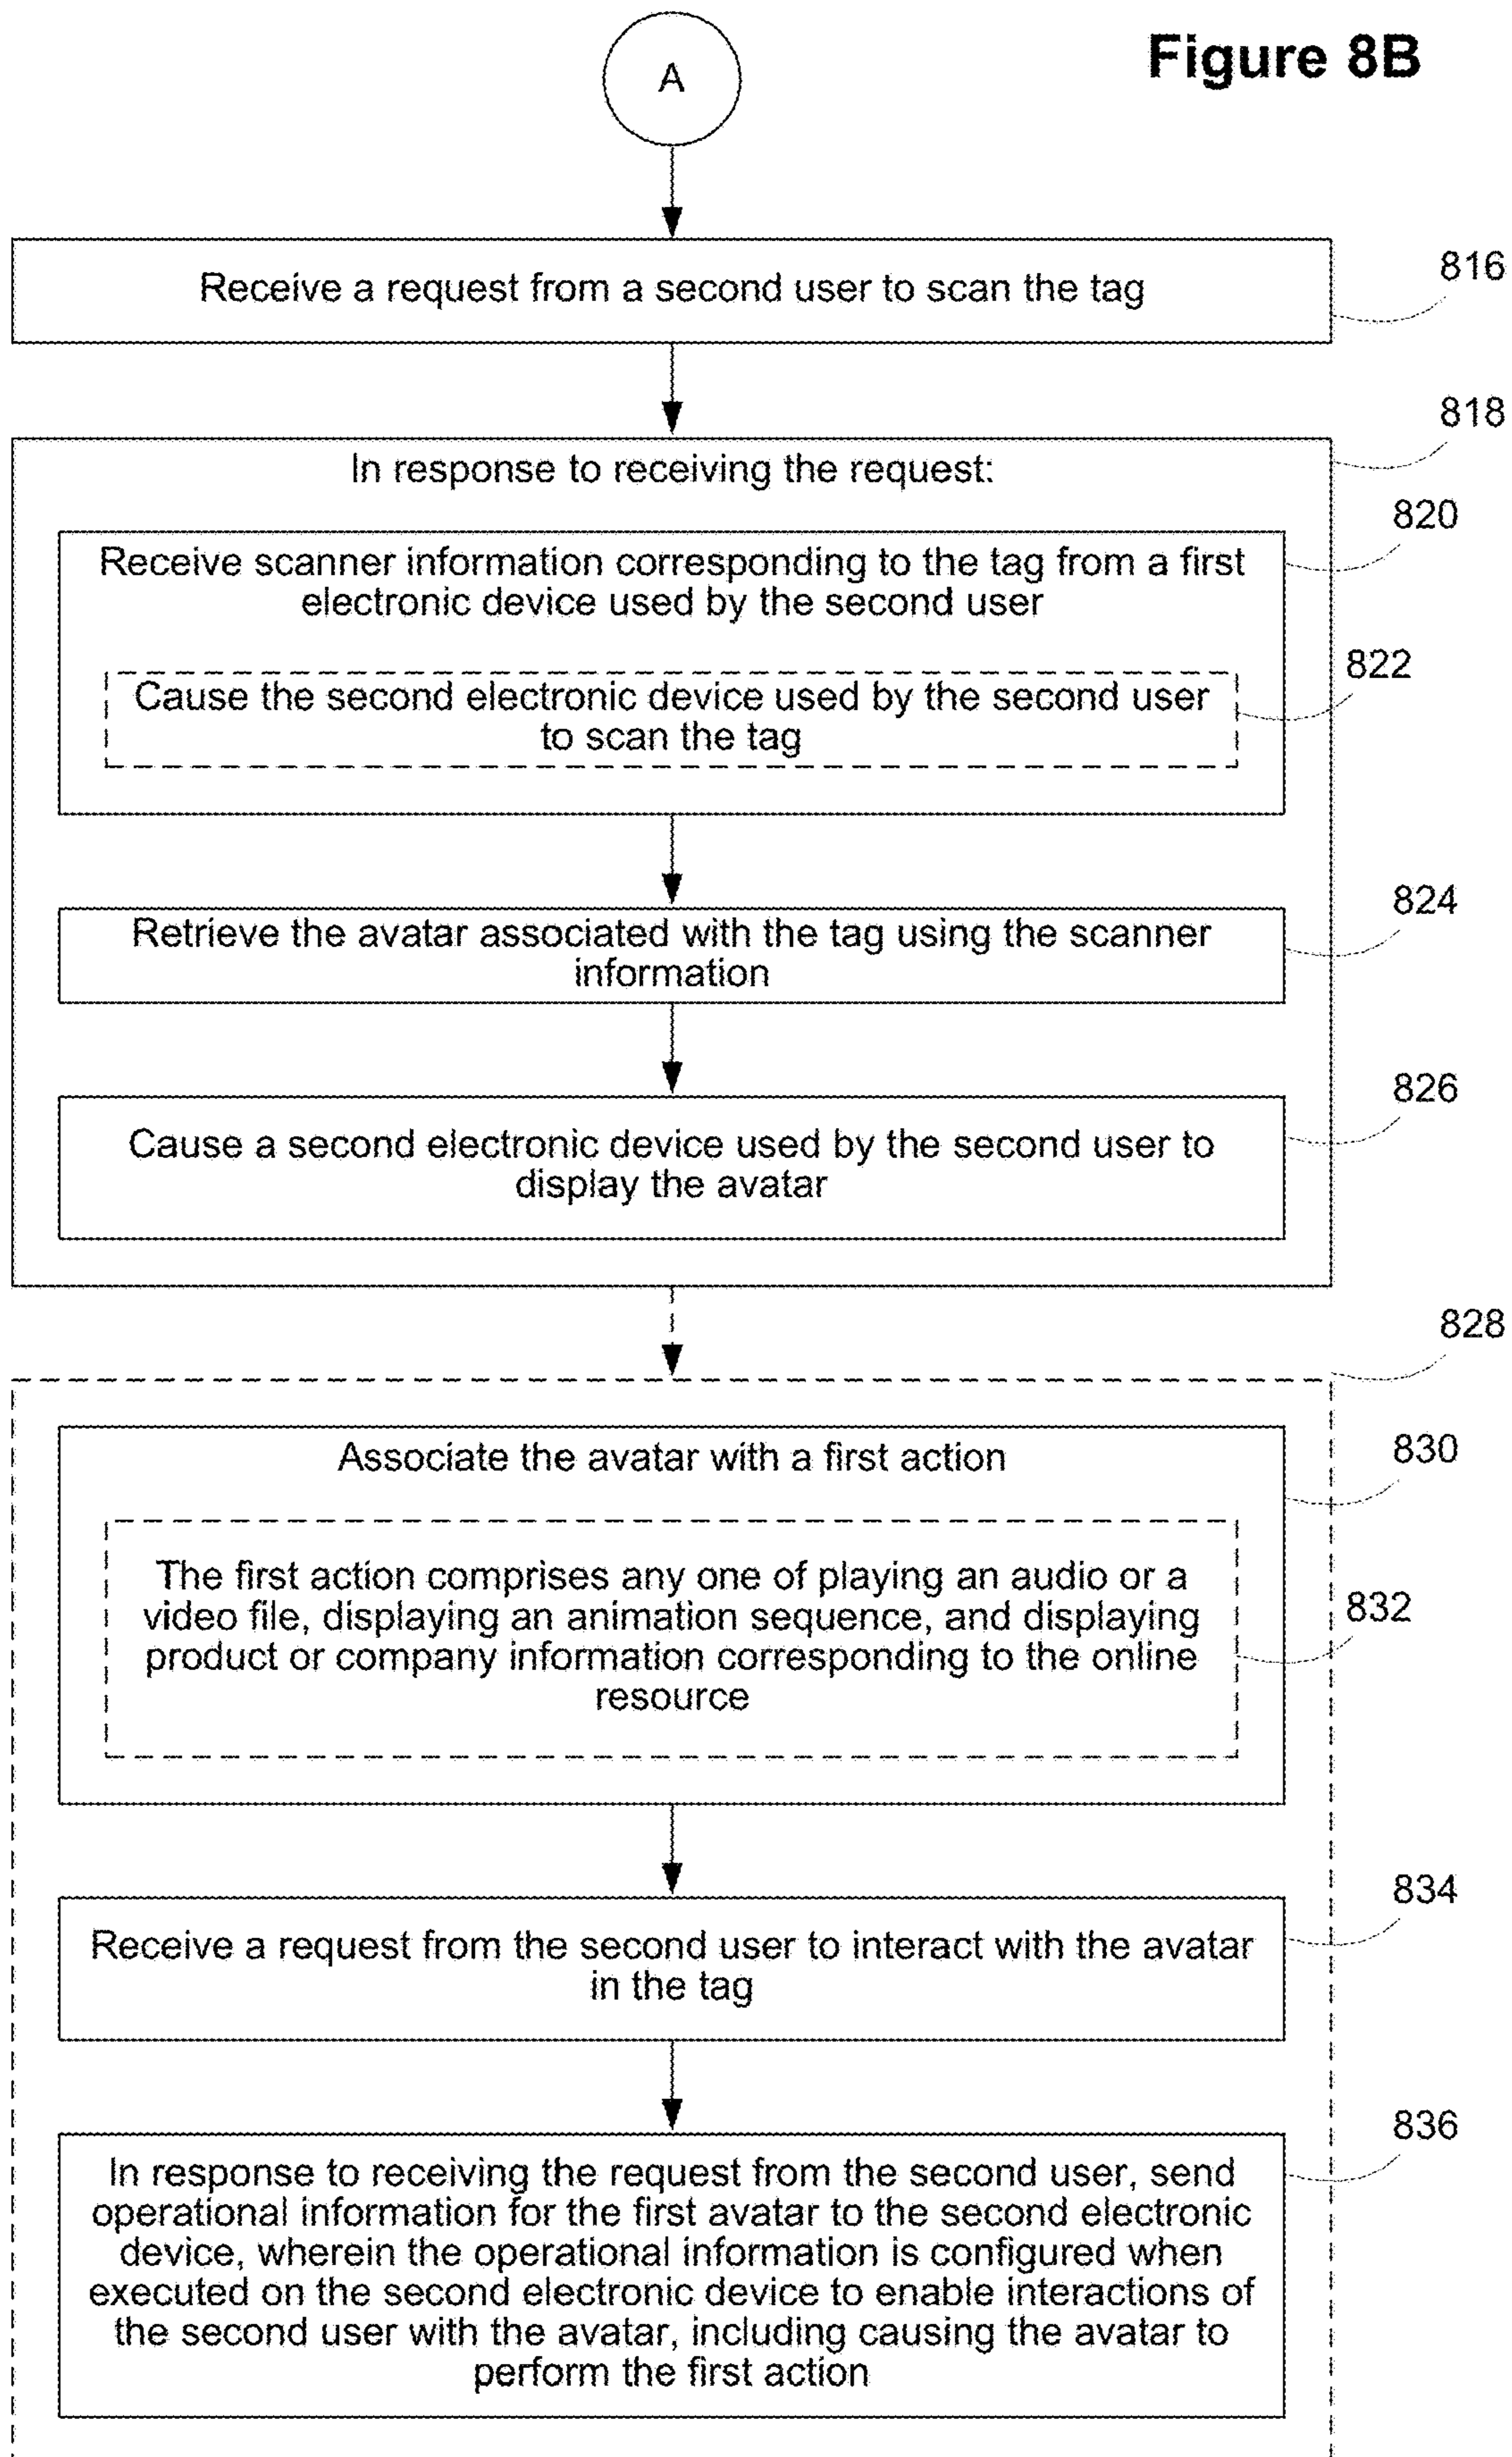 Figure 8B
A
Receive a request from a second user to scan the tag
816
818
In response to receiving the request:
820
Receive scanner information corresponding to the tag from a first
electronic device used by the second user
822
Cause the second electronic device used by the second user
to scan the tag
824
Retrieve the avatar associated with the tag using the scanner
information
826
Cause a second electronic device used by the second user to
display the avatar
828
830
Associate the avatar with a first action
The first action comprises any one of playing an audio or a
video file, displaying an animation sequence, and displaying
product or company information corresponding to the online
resource
832
834
Receive a request from the second user to interact with the avatar
in the tag
836
In response to receiving the request from the second user, send
operational information for the first avatar to the second electronic
device, wherein the operational information is configured when
executed on the second electronic device to enable interactions of
the second user with the avatar, including causing the avatar to
perform the first action